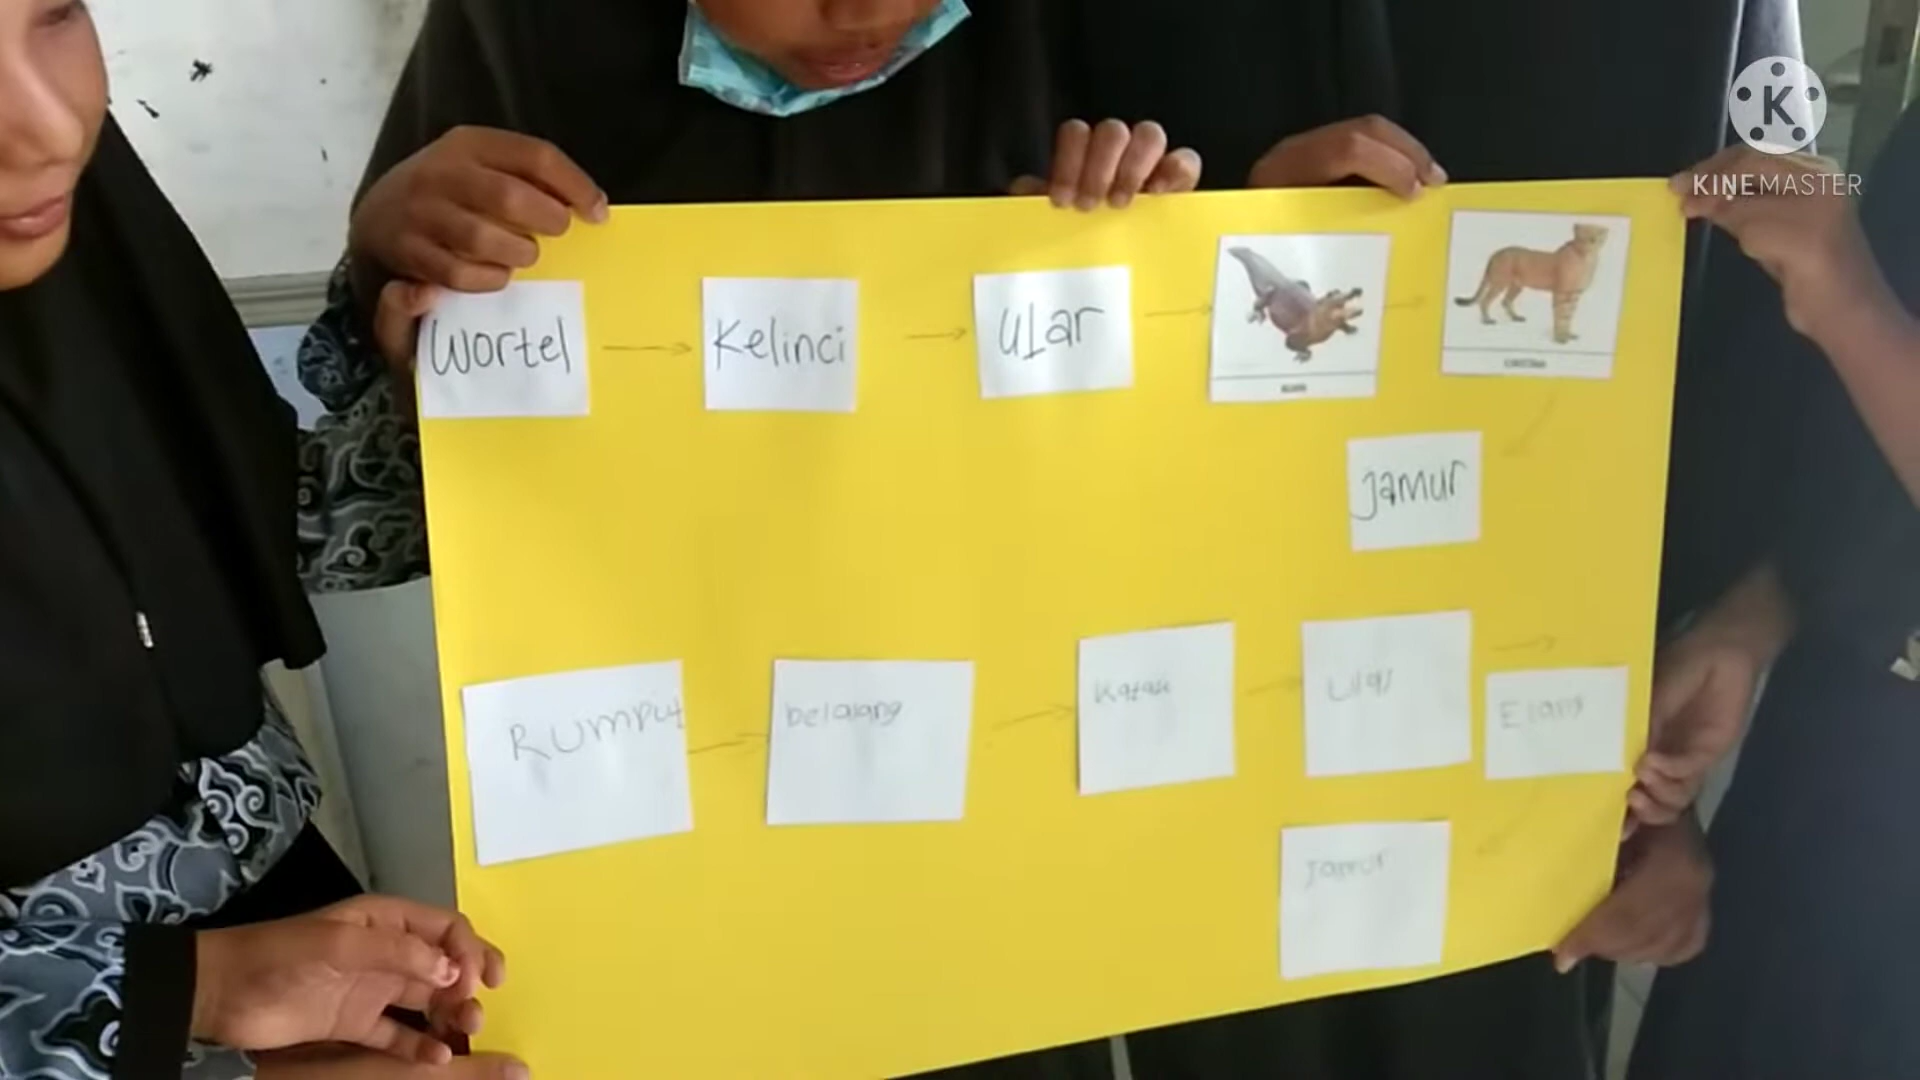 KINEMASTER
Wortel
Kelinci
Ular
Jamur
Rumput
belalang
Katak
Ular
Elang
Jamur